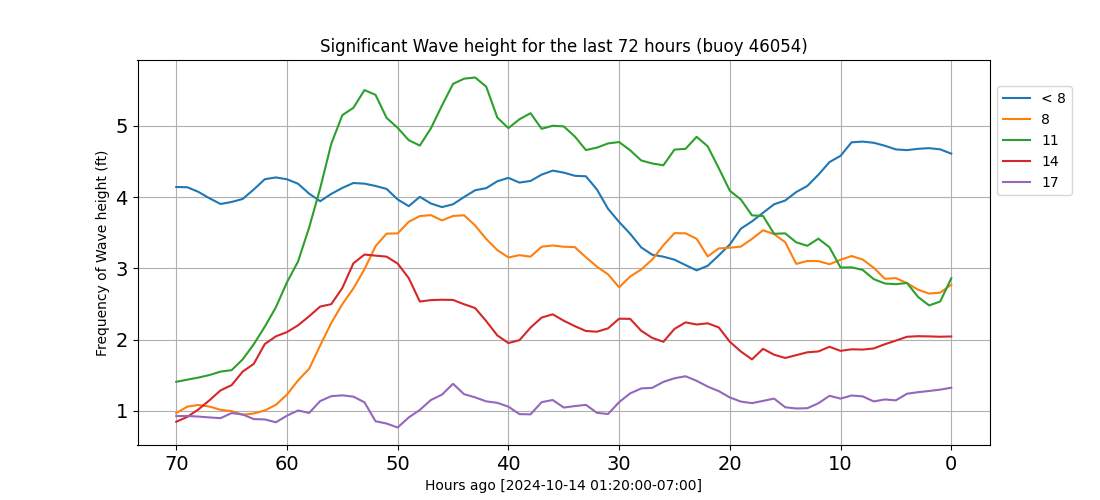 Significant Wave height for the last 72 hours (buoy 46054)
Frequency of Wave height (ft)
5
4
3
2
1
70 60 50 40 30 20 10 0
Hours ago [2024-10-14 01:20:00-07:00]
< 8
8
11
14
17